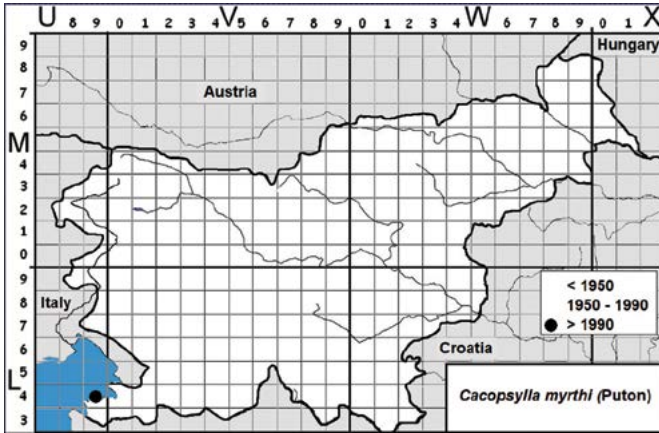 U 8 9 0 1 2 3 4 V 5 6 7 8 9 0 1 2 3 4 W 6 7 8 9 0 1 X
9
Hungary
8
Austria
7
6
M
4
3
2
1
0
9
< 1950
Italy
8
1950 - 1990
7
> 1990
6
Croatia
5
L
4
Cacopsylla myrthi (Puton)
3